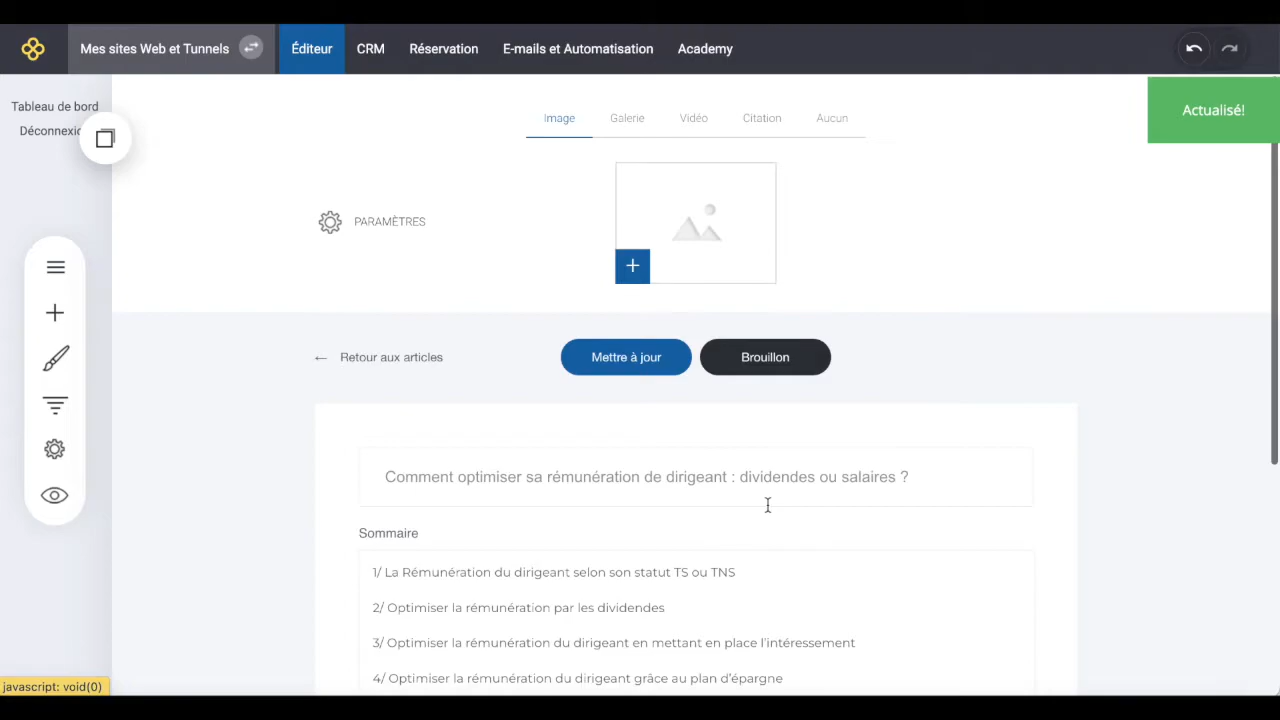 Mes sites Web et Tunnels
Éditeur
CRM
Réservation
E-mails et Automatisation
Academy
Tableau de bord
Déconnexio
Actualisé!
Image
Galerie
Vidéo
Citation
Aucun
PARAMÈTRES
← Retour aux articles
Mettre à jour
Brouillon
Comment optimiser sa rémunération de dirigeant : dividendes ou salaires ?
Sommaire
1/ La Rémunération du dirigeant selon son statut TS ou TNS
2/ Optimiser la rémunération par les dividendes
3/ Optimiser la rémunération du dirigeant en mettant en place l'intéressement
4/ Optimiser la rémunération du dirigeant grâce au plan d'épargne
javascript: void(0)